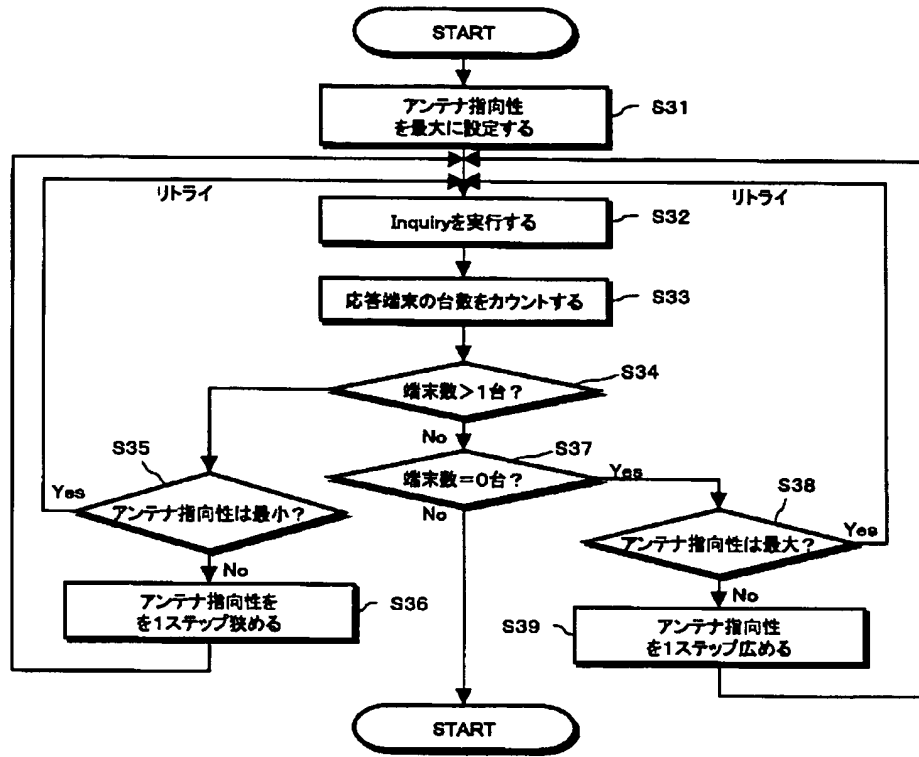 START
アンテナ指向性
を最大に設定する
S31
リトライ
リトライ
Inquiryを実行する
S32
応答端末の台数をカウントする
S33
端末数>1台?
S34
No
S35
Yes
アンテナ指向性は最小?
No
S37
端末数=0台?
Yes
No
S38
アンテナ指向性は最大?
Yes
No
アンテナ指向性を
を1ステップ狭める
S36
S39
アンテナ指向性
を1ステップ広める
START